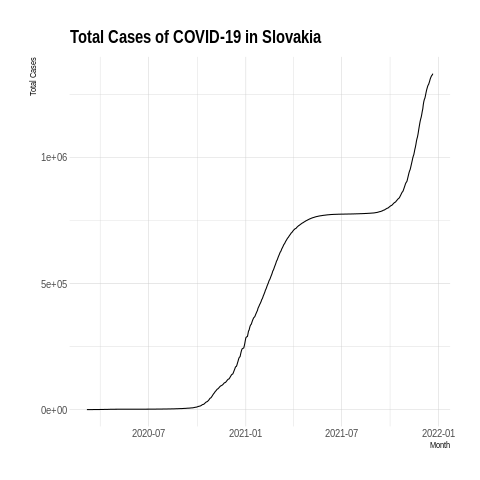 Total Cases of COVID-19 in Slovakia
Total Cases
1e+06
5e+05
0e+00
2020-07 2021-01 2021-07 2022-01
Month